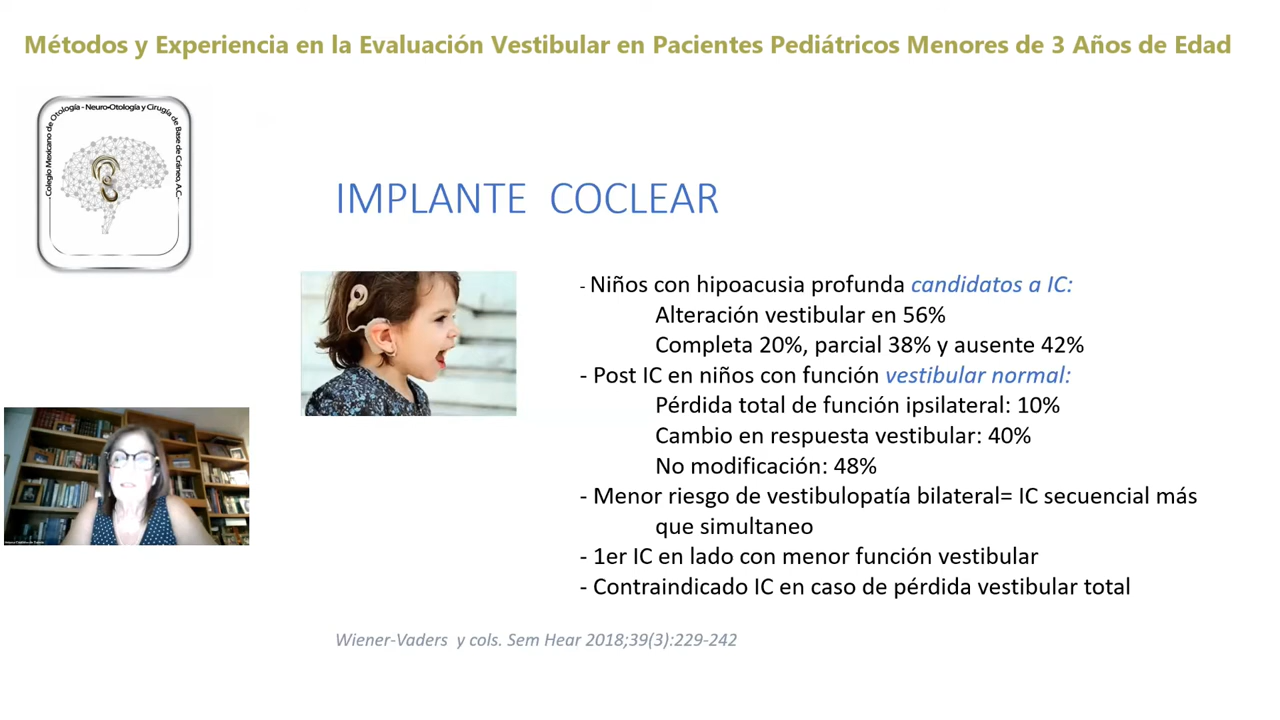 Métodos y Experiencia en la Evaluación Vestibular en Pacientes Pediátricos Menores de 3 Años de Edad
Colegio Mexicano de Otología - Neuro-Otología y Cirugía de Base de Cráneo, A.C.
IMPLANTE COCLEAR
- Niños con hipoacusia profunda candidatos a IC:
Alteración vestibular en 56%
Completa 20%, parcial 38% y ausente 42%
- Post IC en niños con función vestibular normal:
Pérdida total de función ipsilateral: 10%
Cambio en respuesta vestibular: 40%
No modificación: 48%
- Menor riesgo de vestibulopatía bilateral= IC secuencial más
que simultaneo
- 1er IC en lado con menor función vestibular
- Contraindicado IC en caso de pérdida vestibular total
Wiener-Vaders y cols. Sem Hear 2018;39(3):229-242